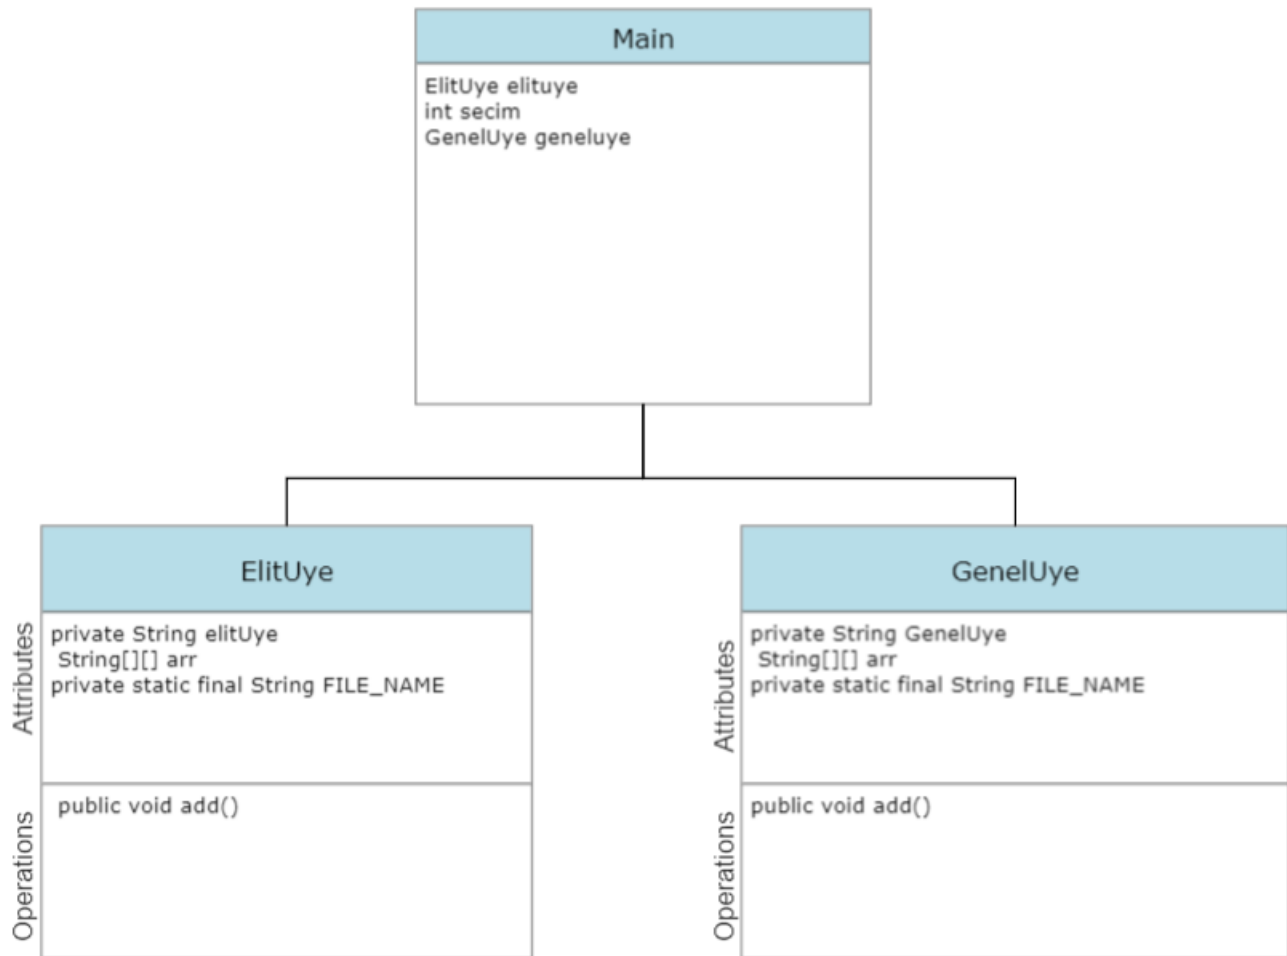 Main
ElitUye elituye
int secim
GenelUye geneluye
ElitUye
Attributes
private String elitUye
String[][] arr
private static final String FILE_NAME
Operations
public void add()
GenelUye
Attributes
private String GenelUye
String[][] arr
private static final String FILE_NAME
Operations
public void add()